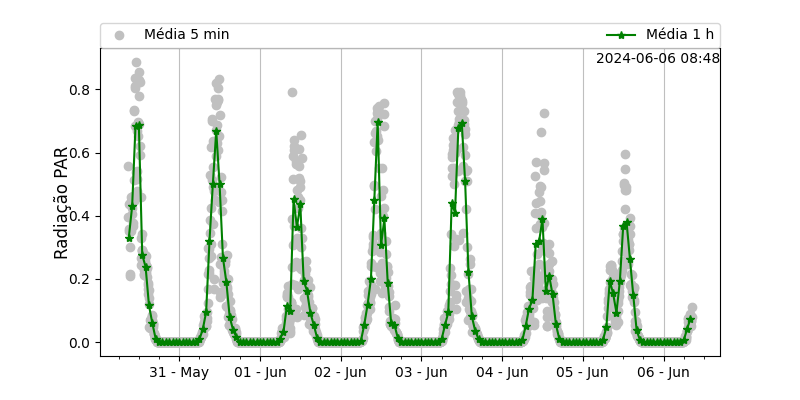 Média 5 min
Média 1 h
2024-06-06 08:48
Radiação PAR
0.8
0.6
0.4
0.2
0.0
31 - May
01 - Jun
02 - Jun
03 - Jun
04 - Jun
05 - Jun
06 - Jun